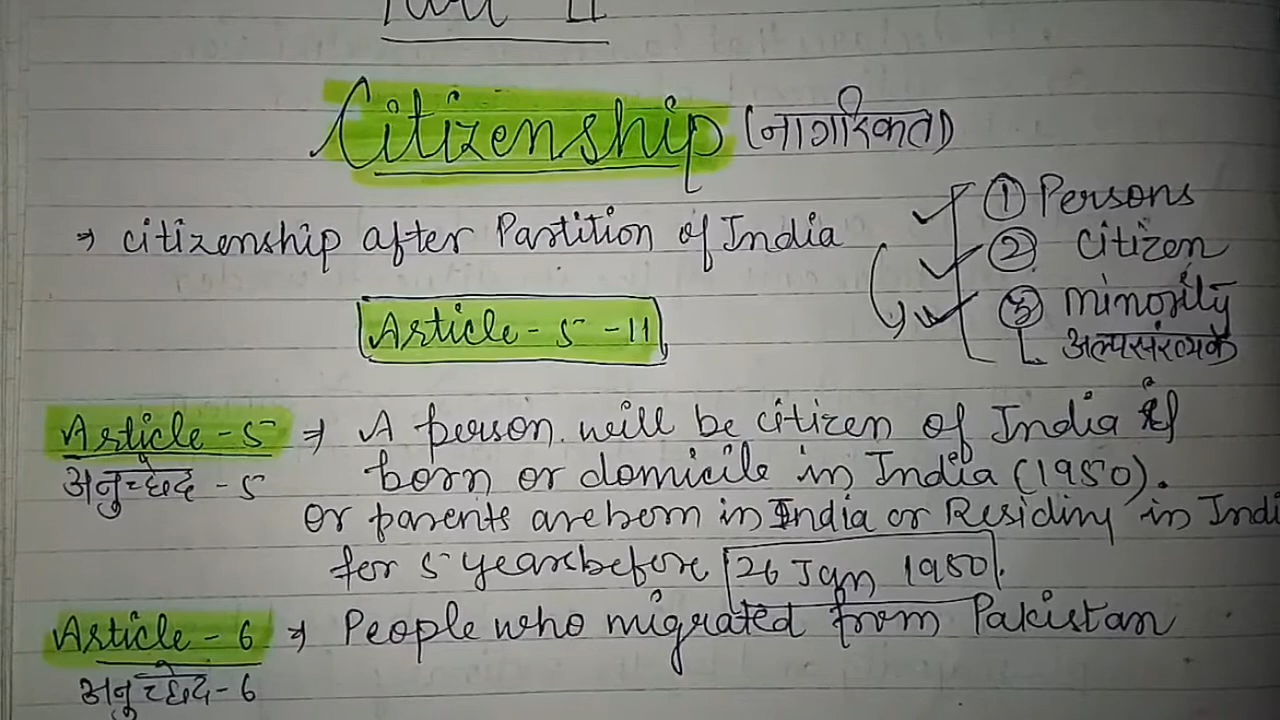 Part II
Citizenship (नागरिकता)
→ citizenship after Partition of India
① Persons
② Citizen
③ minority
अल्पसंख्यक
Article - 5 - 11
Article - 5 ⇒ A person will be citizen of India if
अनुच्छेद - 5
born or domicile in India (1950).
Or parents are born in India or Residing in Indi
for 5 years before 26 Jan 1950.
Article - 6 ⇒ People who migrated from Pakistan
अनुच्छेद - 6